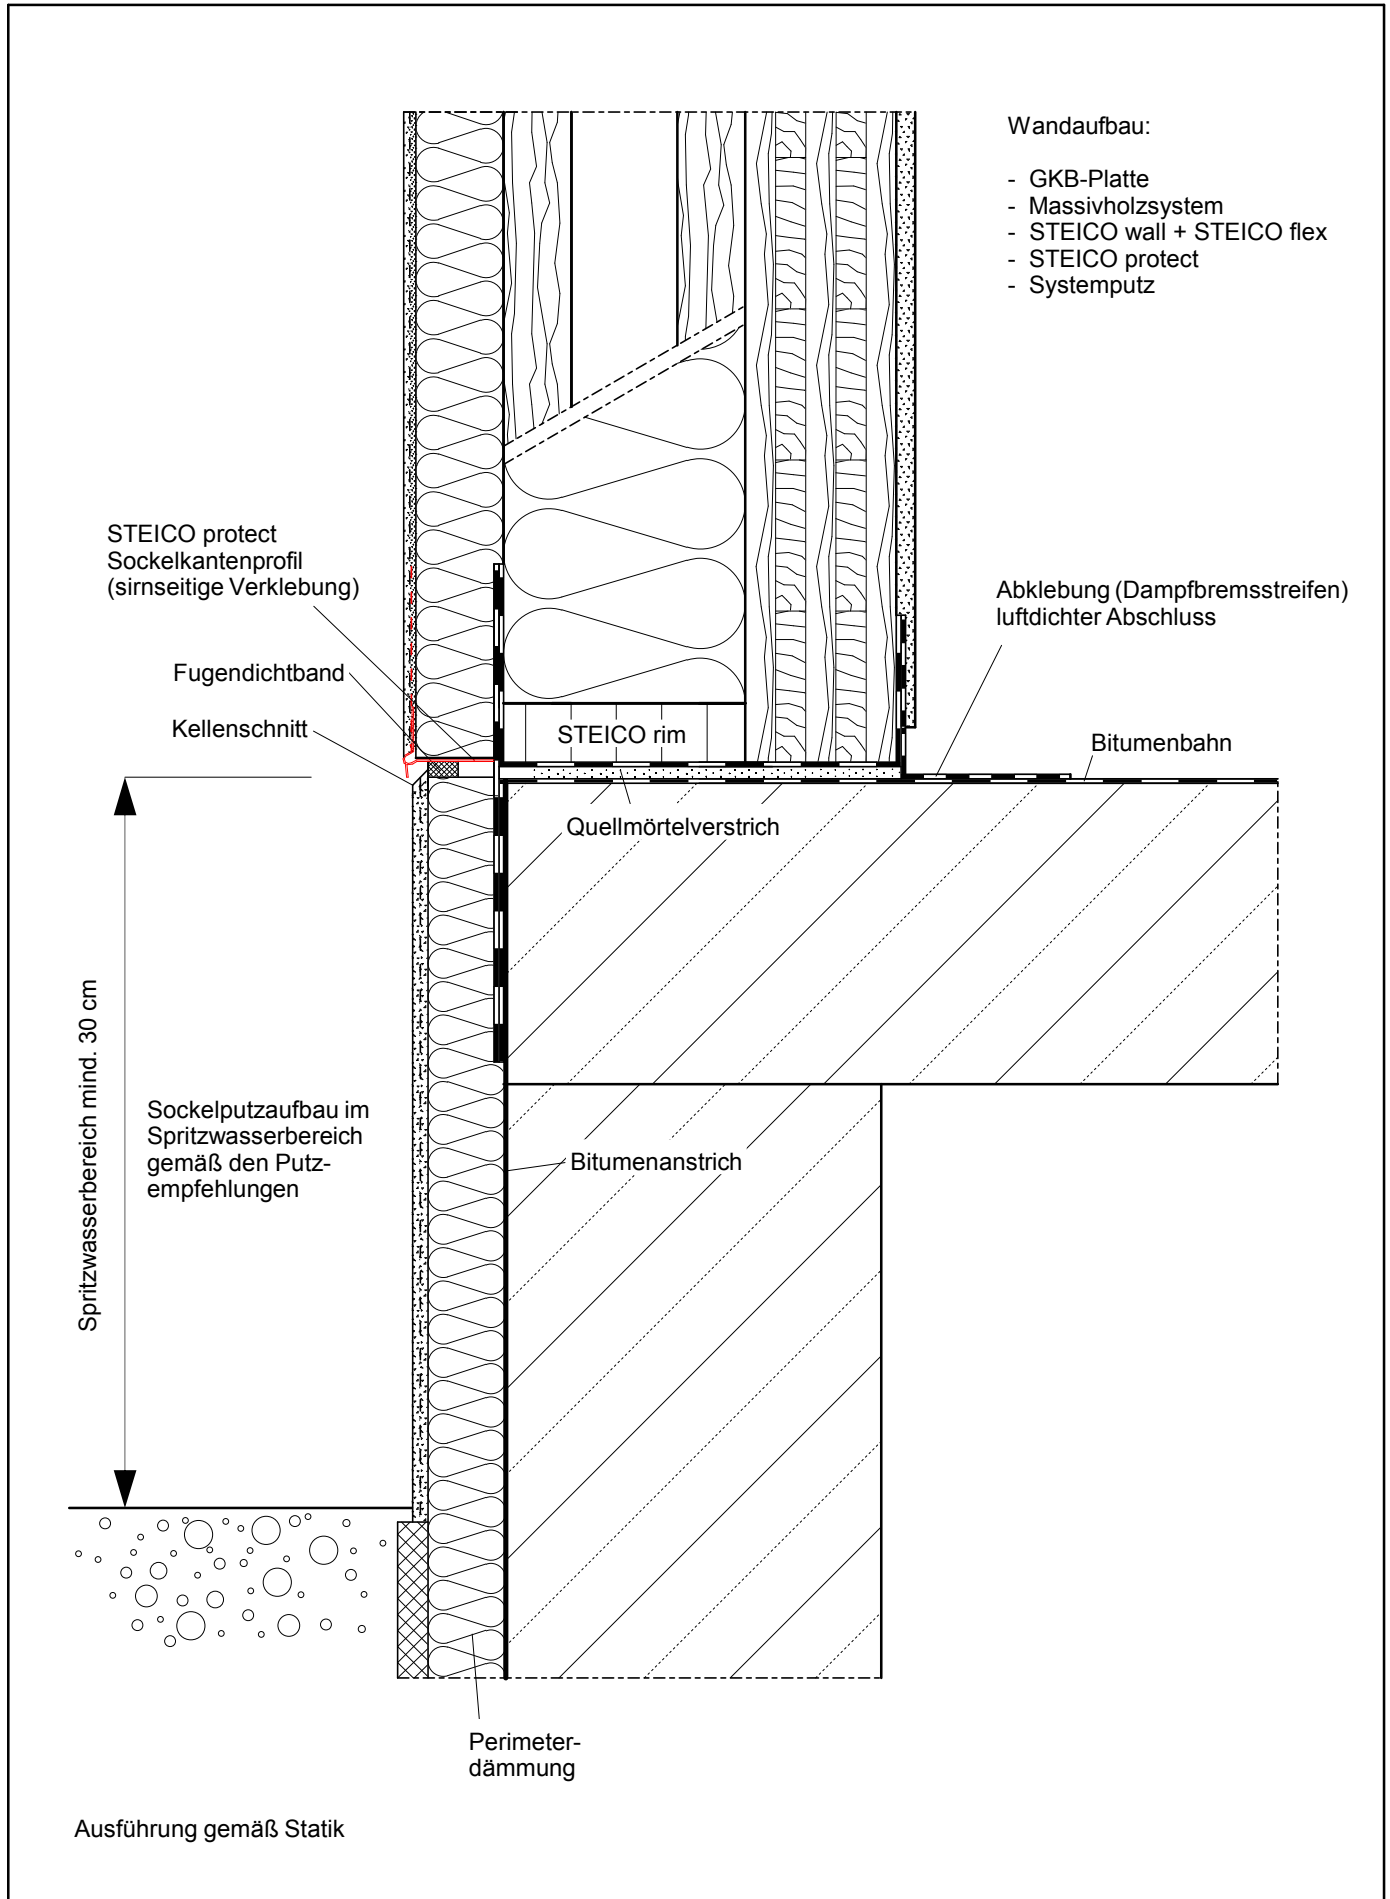 Wandaufbau:
- GKB-Platte
- Massivholzsystem
- STEICO wall + STEICO flex
- STEICO protect
- Systemputz
STEICO protect
Sockelkantenprofil
(sirnseitige Verklebung)
Fugendichtband
Kellenschnitt
Abklebung (Dampfbremsstreifen)
luftdichter Abschluss
STEICO rim
Bitumenbahn
Quellmörtelverstrich
Spritzwasserbereich mind. 30 cm
Sockelputzaufbau im
Spritzwasserbereich
gemäß den Putz-
empfehlungen
Bitumenanstrich
Perimeter-
dämmung
Ausführung gemäß Statik